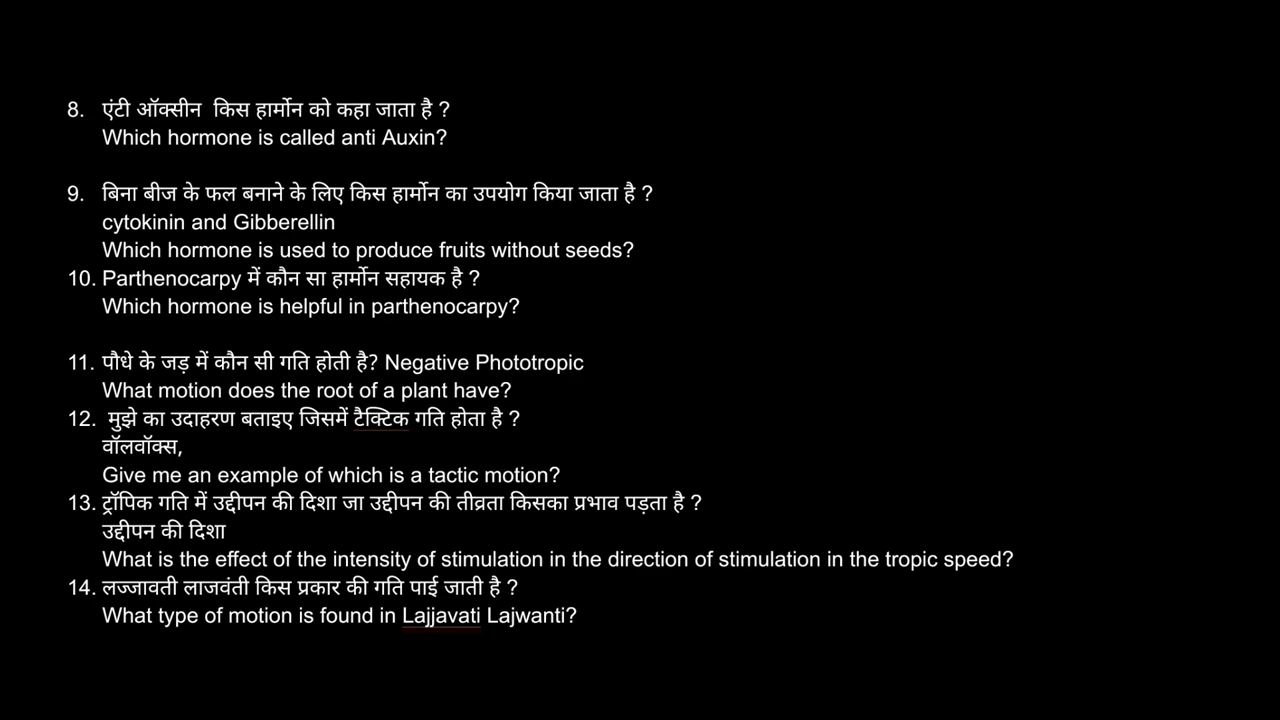 8. एंटी ऑक्सीन  किस हार्मोन को कहा जाता है ?
Which hormone is called anti Auxin?
9. बिना बीज के फल बनाने के लिए किस हार्मोन का उपयोग किया जाता है ?
cytokinin and Gibberellin
Which hormone is used to produce fruits without seeds?
10. Parthenocarpy में कौन सा हार्मोन सहायक है ?
Which hormone is helpful in parthenocarpy?
11. पौधे के जड़ में कौन सी गति होती है? Negative Phototropic
What motion does the root of a plant have?
12. मुझे का उदाहरण बताइए जिसमें टैक्टिक गति होता है ?
वॉलवॉक्स,
Give me an example of which is a tactic motion?
13. ट्रॉपिक गति में उद्दीपन की दिशा जा उद्दीपन की तीव्रता किसका प्रभाव पड़ता है ?
उद्दीपन की दिशा
What is the effect of the intensity of stimulation in the direction of stimulation in the tropic speed?
14. लज्जावती लाजवंती किस प्रकार की गति पाई जाती है ?
What type of motion is found in Lajjavati Lajwanti?